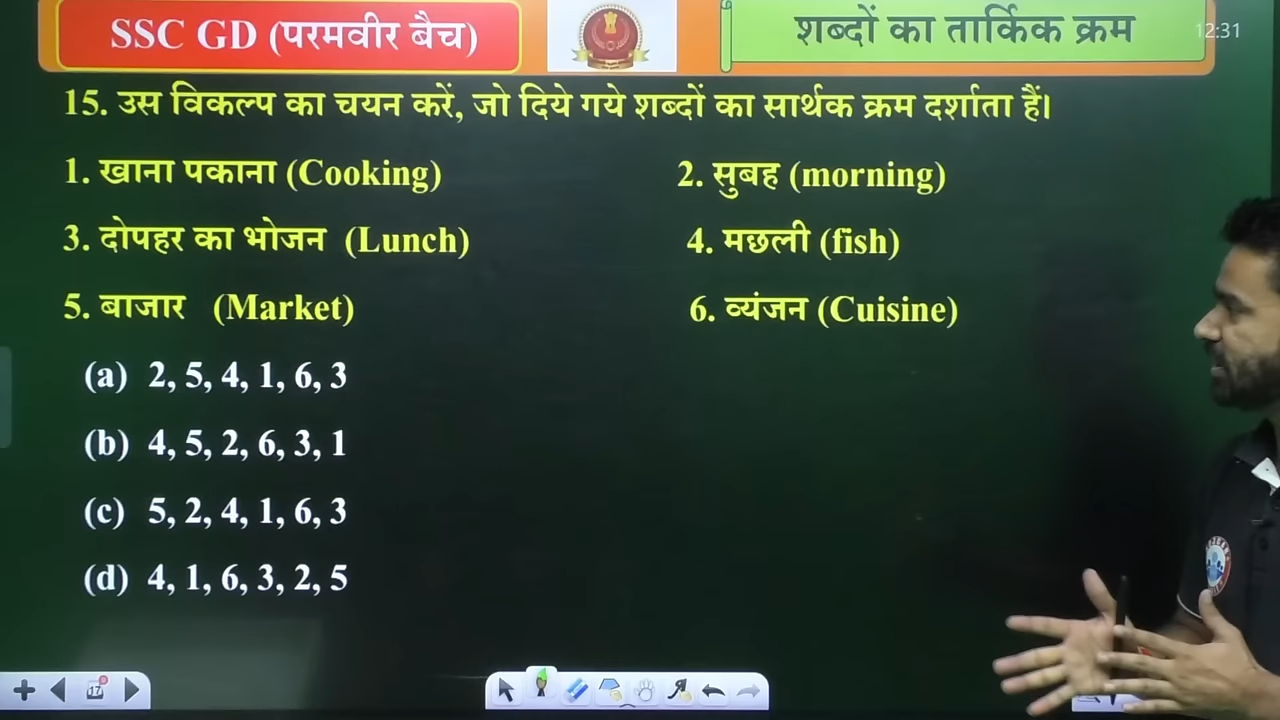 SSC GD (परमवीर बैच)
शब्दों का तार्किक क्रम
12:31
15. उस विकल्प का चयन करें, जो दिये गये शब्दों का सार्थक क्रम दर्शाता हैं।
1. खाना पकाना (Cooking)
2. सुबह (morning)
3. दोपहर का भोजन (Lunch)
4. मछली (fish)
5. बाजार (Market)
6. व्यंजन (Cuisine)
(a) 2, 5, 4, 1, 6, 3
(b) 4, 5, 2, 6, 3, 1
(c) 5, 2, 4, 1, 6, 3
(d) 4, 1, 6, 3, 2, 5
17